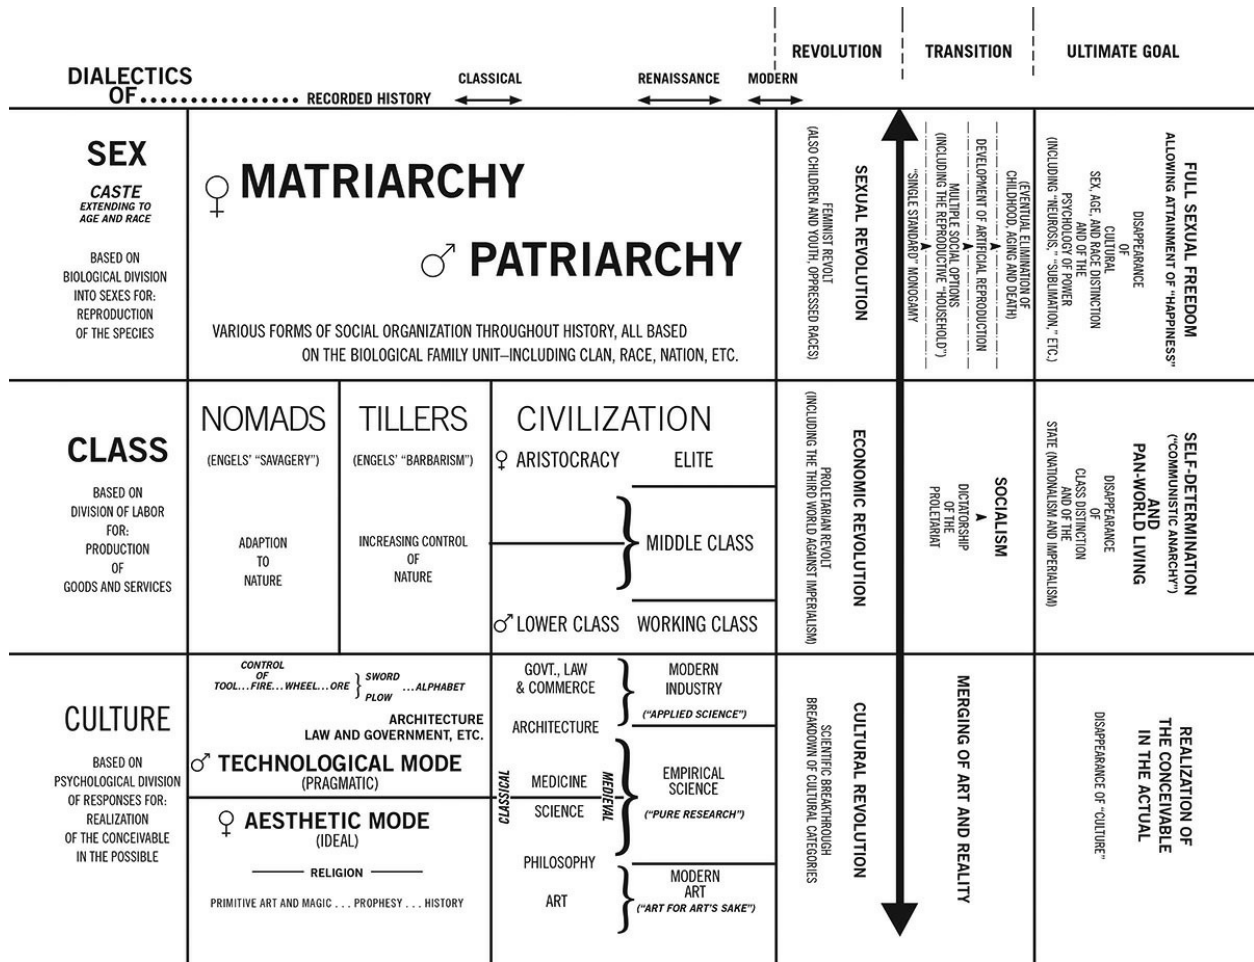 REVOLUTION
TRANSITION
ULTIMATE GOAL
DIALECTICS
OF.................. RECORDED HISTORY
CLASSICAL
RENAISSANCE
MODERN
SEX
CASTE
EXTENDING TO
AGE AND RACE
BASED ON
BIOLOGICAL DIVISION
INTO SEXES FOR:
REPRODUCTION
OF THE SPECIES
♀ MATRIARCHY
♂ PATRIARCHY
VARIOUS FORMS OF SOCIAL ORGANIZATION THROUGHOUT HISTORY, ALL BASED
ON THE BIOLOGICAL FAMILY UNIT–INCLUDING CLAN, RACE, NATION, ETC.
SEXUAL REVOLUTION
FEMINIST REVOLT
(ALSO CHILDREN AND YOUTH, OPPRESSED RACES)
(EVENTUAL ELIMINATION OF
CHILDHOOD, AGING AND DEATH)
DEVELOPMENT OF ARTIFICIAL REPRODUCTION
MULTIPLE SOCIAL OPTIONS
(INCLUDING THE REPRODUCTIVE "HOUSEHOLD")
"SINGLE STANDARD" MONOGAMY
FULL SEXUAL FREEDOM
ALLOWING ATTAINMENT OF "HAPPINESS"
DISAPPEARANCE
OF
CULTURAL
SEX, AGE, AND RACE DISTINCTION
AND OF THE
PSYCHOLOGY OF POWER
(INCLUDING "NEUROSIS," "SUBLIMATION," ETC.)
CLASS
BASED ON
DIVISION OF LABOR
FOR:
PRODUCTION
OF
GOODS AND SERVICES
NOMADS
(ENGELS' "SAVAGERY")
ADAPTION
TO
NATURE
TILLERS
(ENGELS' "BARBARISM")
INCREASING CONTROL
OF
NATURE
CIVILIZATION
♀ ARISTOCRACY
ELITE
MIDDLE CLASS
♂ LOWER CLASS
WORKING CLASS
ECONOMIC REVOLUTION
PROLETARIAN REVOLT
(INCLUDING THE THIRD WORLD AGAINST IMPERIALISM)
SOCIALISM
DICTATORSHIP
OF THE
PROLETARIAT
SELF-DETERMINATION
("COMMUNISTIC ANARCHY")
AND
PAN-WORLD LIVING
DISAPPEARANCE
OF
CLASS DISTINCTION
AND OF THE
STATE (NATIONALISM AND IMPERIALISM)
CULTURE
BASED ON
PSYCHOLOGICAL DIVISION
OF RESPONSES FOR:
REALIZATION
OF THE CONCEIVABLE
IN THE POSSIBLE
CONTROL
OF
TOOL...FIRE...WHEEL...ORE } SWORD
PLOW ...ALPHABET
ARCHITECTURE
LAW AND GOVERNMENT, ETC.
♂ TECHNOLOGICAL MODE
(PRAGMATIC)
♀ AESTHETIC MODE
(IDEAL)
RELIGION
PRIMITIVE ART AND MAGIC . . . PROPHESY . . . HISTORY
GOVT., LAW
& COMMERCE
ARCHITECTURE
CLASSICAL
MEDICINE
SCIENCE
MEDIEVAL
PHILOSOPHY
ART
MODERN
INDUSTRY
("APPLIED SCIENCE")
EMPIRICAL
SCIENCE
("PURE RESEARCH")
MODERN
ART
("ART FOR ART'S SAKE")
CULTURAL REVOLUTION
SCIENTIFIC BREAKTHROUGH
BREAKDOWN OF CULTURAL CATEGORIES
MERGING OF ART AND REALITY
REALIZATION OF
THE CONCEIVABLE
IN THE ACTUAL
DISAPPEARANCE OF "CULTURE"